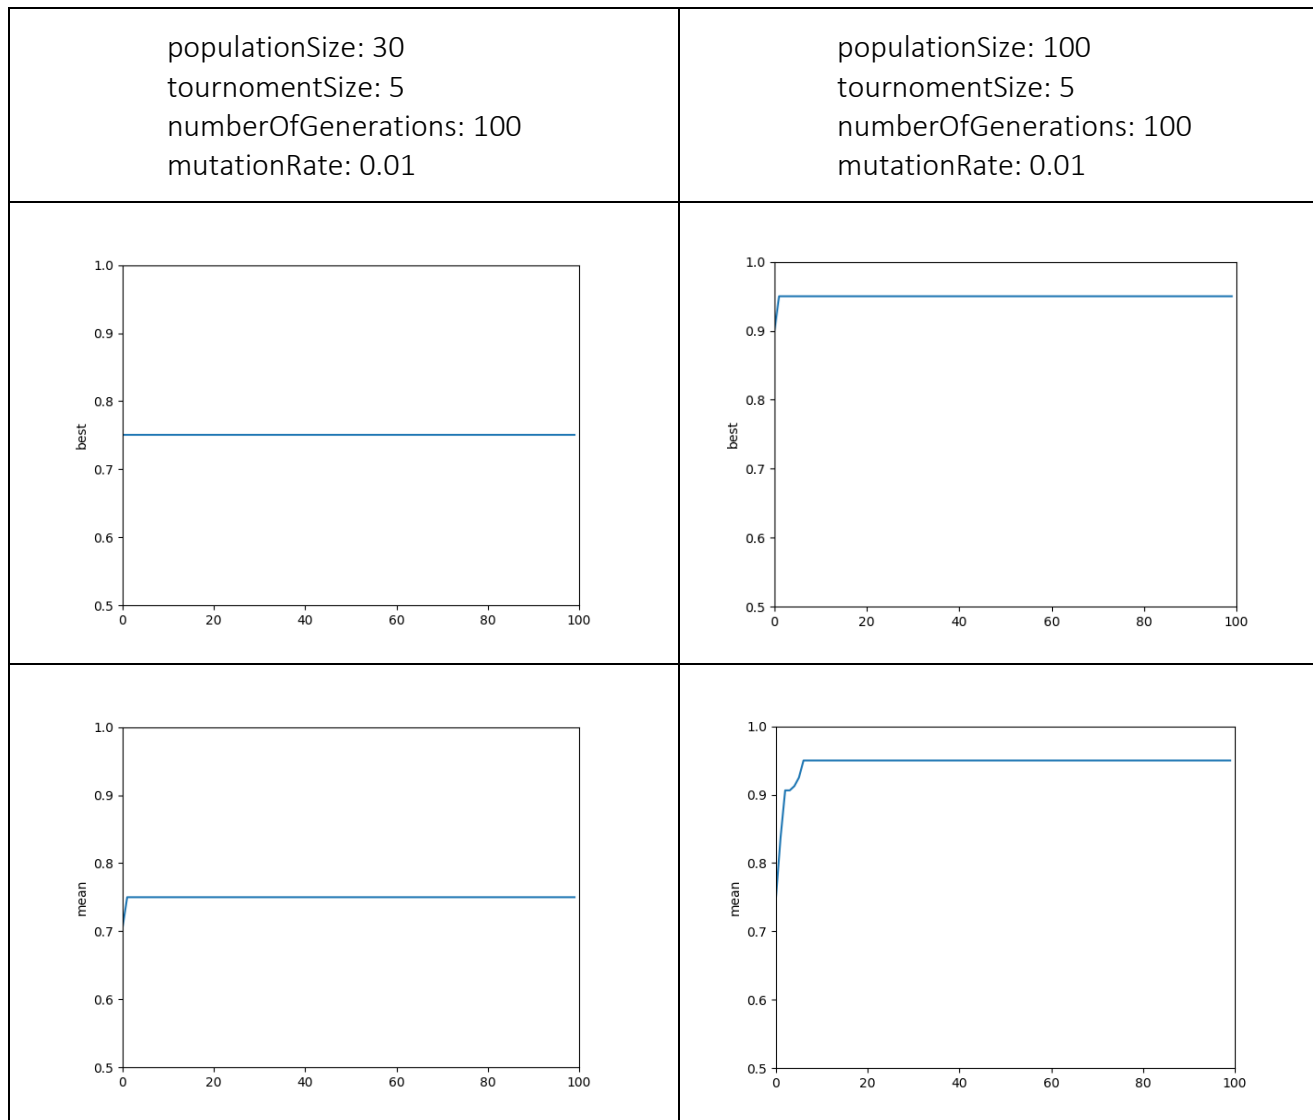 populationSize: 30
tournomentSize: 5
numberOfGenerations: 100
mutationRate: 0.01
populationSize: 100
tournomentSize: 5
numberOfGenerations: 100
mutationRate: 0.01
1.0
0.9
0.8
best
0.7
0.6
0.5
0 20 40 60 80 100
1.0
0.9
0.8
best
0.7
0.6
0.5
0 20 40 60 80 100
1.0
0.9
0.8
mean
0.7
0.6
0.5
0 20 40 60 80 100
1.0
0.9
0.8
mean
0.7
0.6
0.5
0 20 40 60 80 100